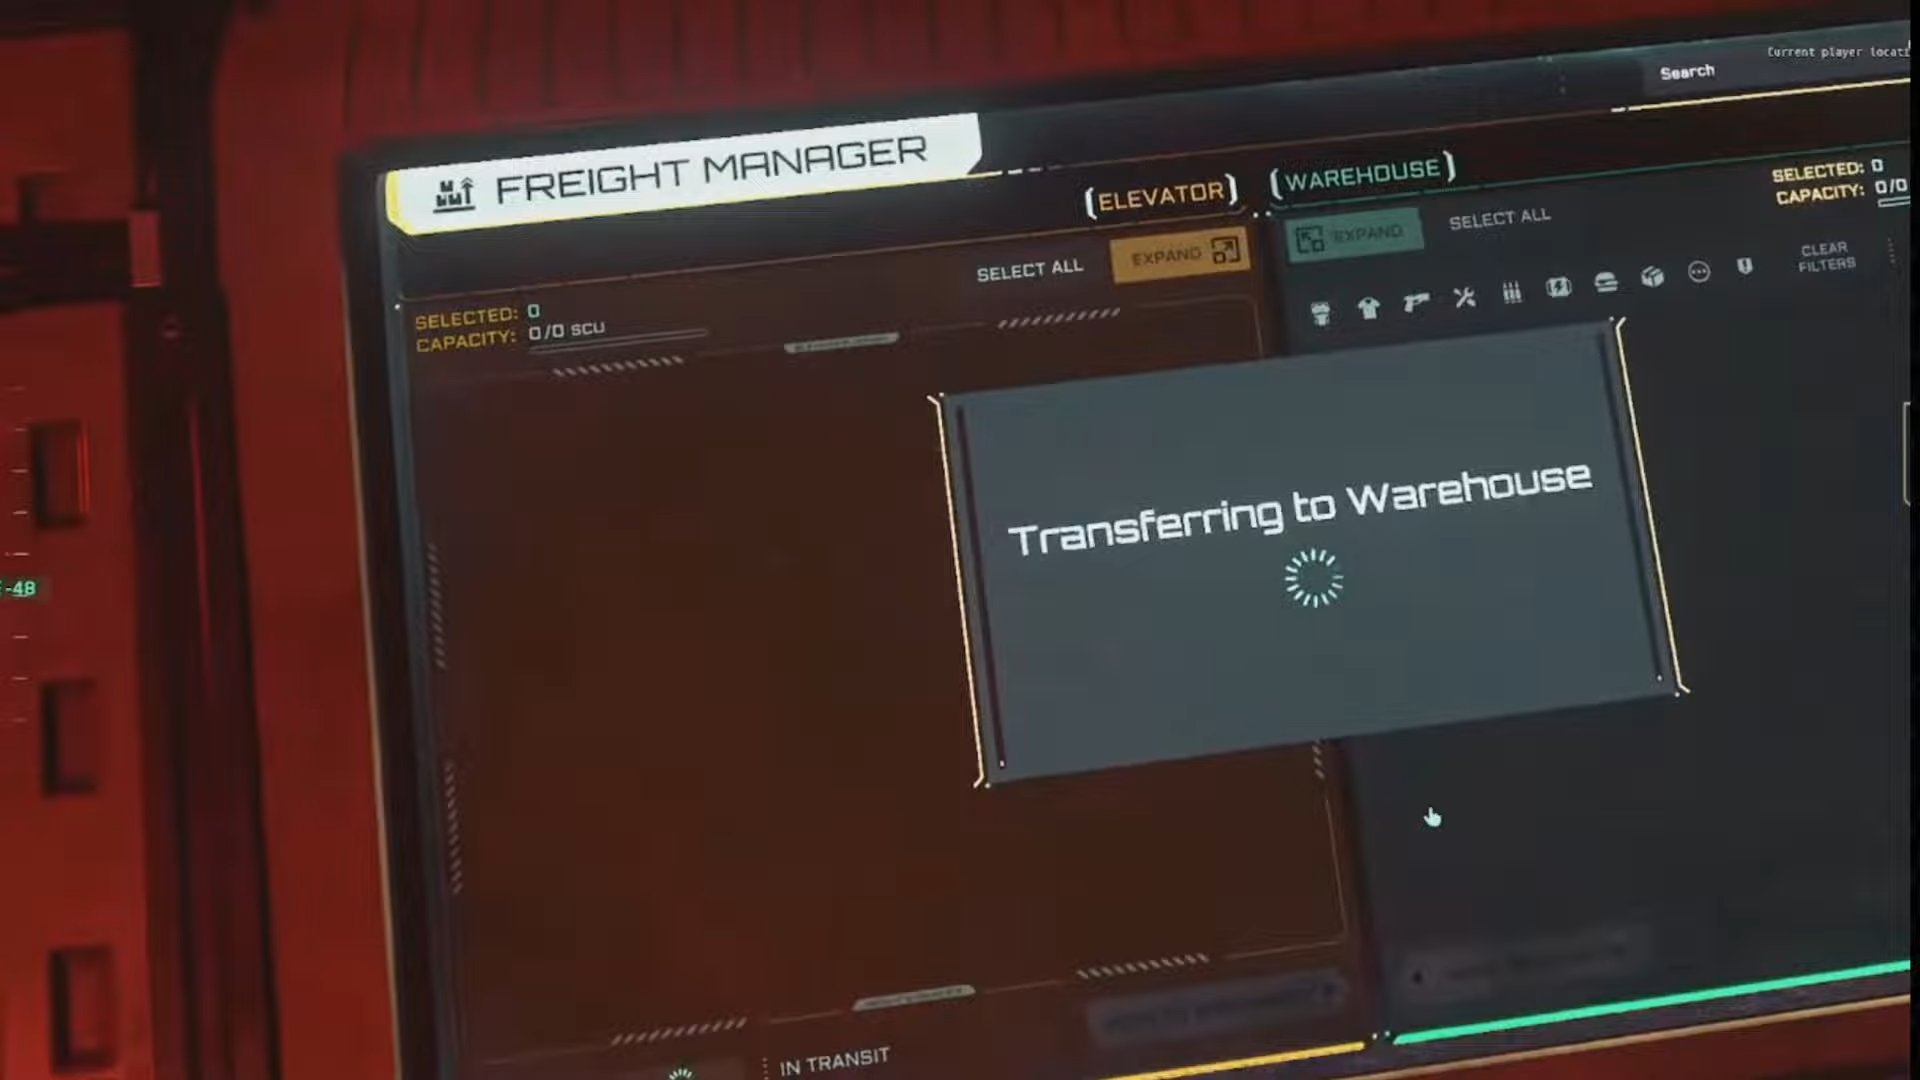 Current player locati
Search
FREIGHT MANAGER
(ELEVATOR)
(WAREHOUSE)
SELECTED: 0
CAPACITY: 0/0
SELECT ALL
EXPAND
EXPAND
SELECT ALL
CLEAR
FILTERS
SELECTED: 0
CAPACITY: 0/0 SCU
Transferring to Warehouse
-48
IN TRANSIT